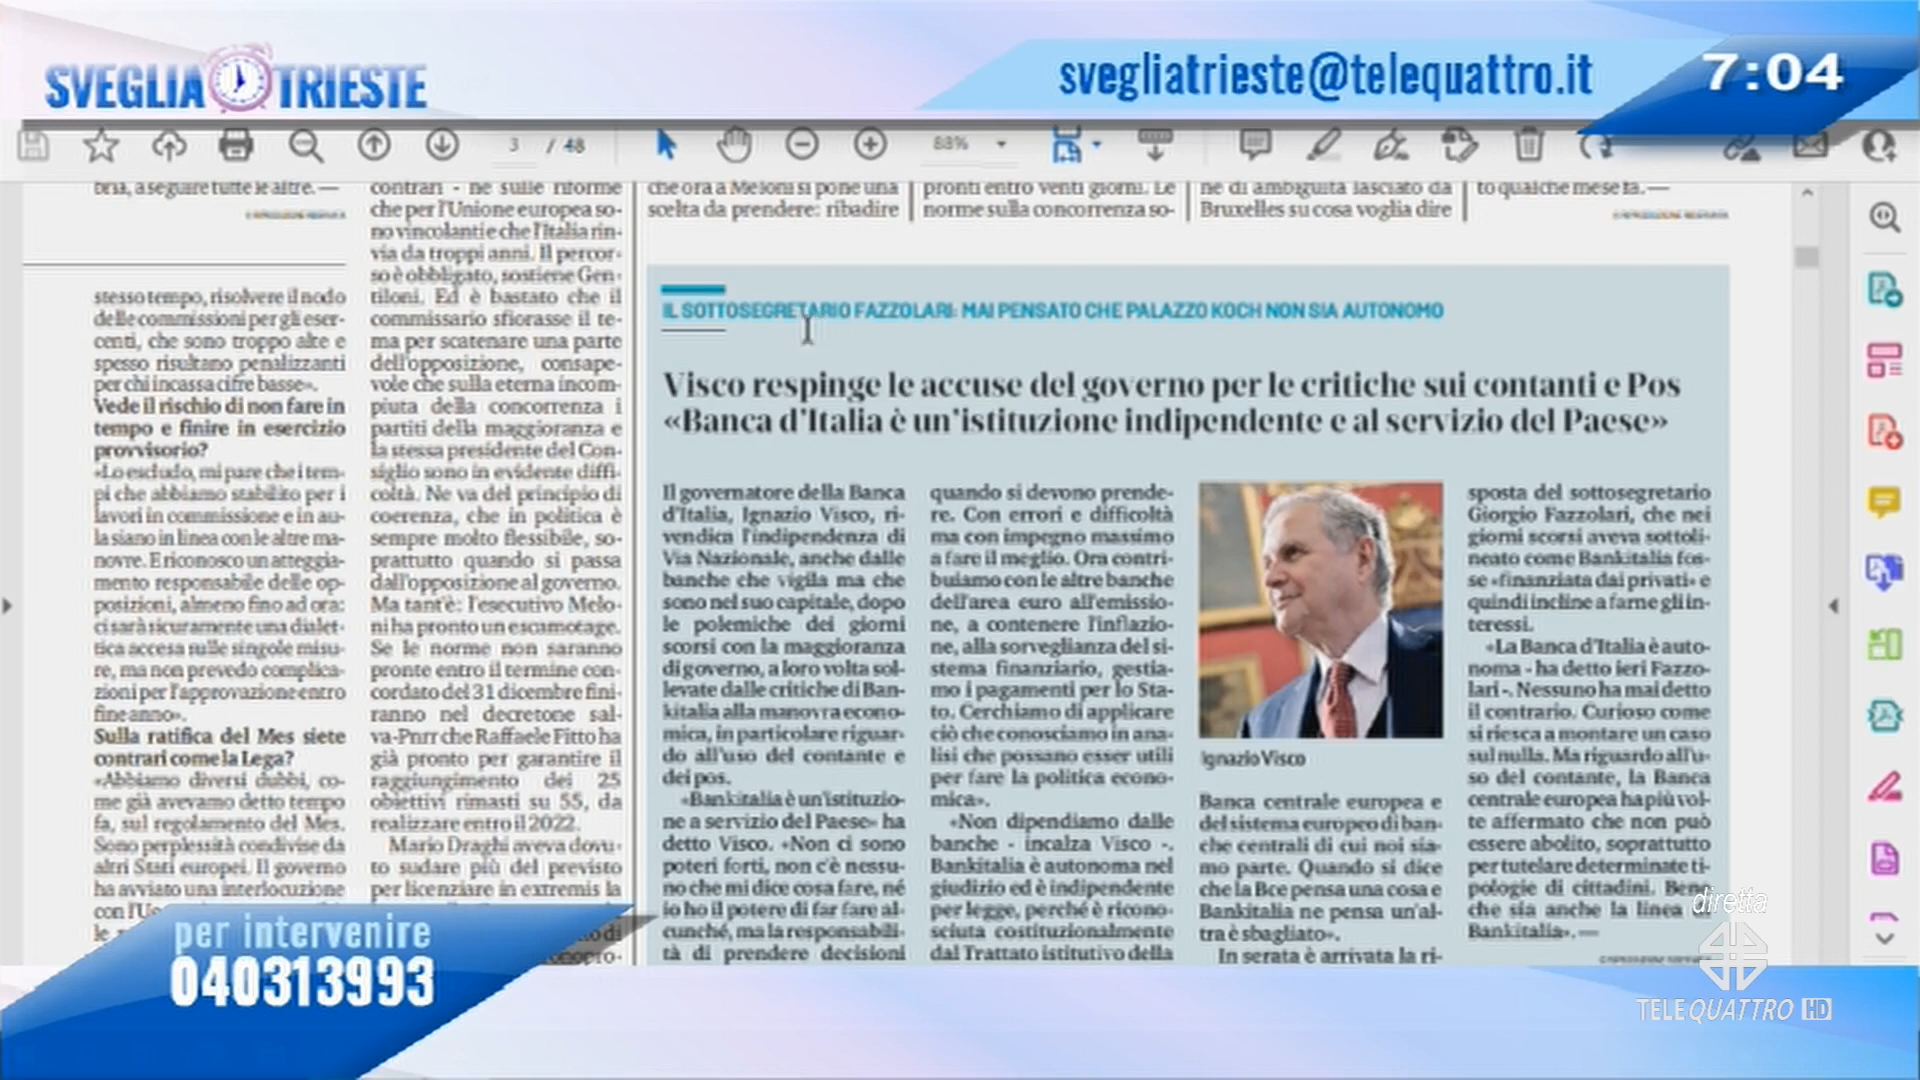 SVEGLIA TRIESTE
svegliatrieste@telequattro.it
7:04
3 / 48
88%
bria, a seguire tutte le altre. —
stesso tempo, risolvere il nodo
delle commissioni per gli eser-
centi, che sono troppo alte e
spesso risultano penalizzanti
per chi incassa cifre basse».
Vede il rischio di non fare in
tempo e finire in esercizio
provvisorio?
«Lo escludo, mi pare che i tem-
pi che abbiamo stabilito per i
lavori in commissione e in au-
la siano in linea con le altre ma-
novre. E riconosco un atteggia-
mento responsabile delle op-
posizioni, almeno fino ad ora:
ci sarà sicuramente una dialet-
tica accesa sulle singole misu-
re, ma non prevedo complica-
zioni per l'approvazione entro
fine anno».
Sulla ratifica del Mes siete
contrari come la Lega?
«Abbiamo diversi dubbi, co-
me già avevamo detto tempo
fa, sul regolamento del Mes.
Sono perplessità condivise da
altri Stati europei. Il governo
ha avviato una interlocuzione
con l'U
contrari - né sulle riforme
che per l'Unione europea so-
no vincolanti e che l'Italia rin-
via da troppi anni. Il percor-
so è obbligato, sostiene Gen-
tiloni. Ed è bastato che il
commissario sfiorasse il te-
ma per scatenare una parte
dell'opposizione, consape-
vole che sulla eterna incom-
piuta della concorrenza i
partiti della maggioranza e
la stessa presidente del Con-
siglio sono in evidente diffi-
coltà. Ne va del principio di
coerenza, che in politica è
sempre molto flessibile, so-
prattutto quando si passa
dall'opposizione al governo.
Ma tant'è: l'esecutivo Melo-
ni ha pronto un escamotage.
Se le norme non saranno
pronte entro il termine con-
cordato del 31 dicembre fini-
ranno nel decretone sal-
va-Pnrr che Raffaele Fitto ha
già pronto per garantire il
raggiungimento dei 25
obiettivi rimasti su 55, da
realizzare entro il 2022.
Mario Draghi aveva dovu-
to sudare più del previsto
per licenziare in extremis la
che ora a Meloni si pone una
scelta da prendere: ribadire
pronti entro venti giorni. Le
norme sulla concorrenza so-
ne di ambiguità lasciato da
Bruxelles su cosa voglia dire
to qualche mese fa. —
IL SOTTOSEGRETARIO FAZZOLARI: MAI PENSATO CHE PALAZZO KOCH NON SIA AUTONOMO
Visco respinge le accuse del governo per le critiche sui contanti e Pos
«Banca d'Italia è un'istituzione indipendente e al servizio del Paese»
Il governatore della Banca
d'Italia, Ignazio Visco, ri-
vendica l'indipendenza di
Via Nazionale, anche dalle
banche che vigila ma che
sono nel suo capitale, dopo
le polemiche dei giorni
scorsi con la maggioranza
di governo, a loro volta sol-
levate dalle critiche di Ban-
kitalia alla manovra econo-
mica, in particolare riguar-
do all'uso del contante e
dei pos.
«Bankitalia è un'istituzio-
ne a servizio del Paese» ha
detto Visco. «Non ci sono
poteri forti, non c'è nessu-
no che mi dice cosa fare, né
io ho il potere di far fare al-
cunché, ma la responsabili-
tà di prendere decisioni
quando si devono prende-
re. Con errori e difficoltà
ma con impegno massimo
a fare il meglio. Ora contri-
buiamo con le altre banche
dell'area euro all'emissio-
ne, a contenere l'inflazio-
ne, alla sorveglianza del si-
stema finanziario, gestia-
mo i pagamenti per lo Sta-
to. Cerchiamo di applicare
ciò che conosciamo in ana-
lisi che possano esser utili
per fare la politica econo-
mica».
«Non dipendiamo dalle
banche - incalza Visco -.
Bankitalia è autonoma nel
giudizio ed è indipendente
per legge, perché è ricono-
sciuta costituzionalmente
dal Trattato istitutivo della
Ignazio Visco
Banca centrale europea e
del sistema europeo di ban-
che centrali di cui noi sia-
mo parte. Quando si dice
che la Bce pensa una cosa e
Bankitalia ne pensa un'al-
tra è sbagliato».
In serata è arrivata la ri-
sposta del sottosegretario
Giorgio Fazzolari, che nei
giorni scorsi aveva sottoli-
neato come Bankitalia fos-
se «finanziata dai privati» e
quindi incline a farne gli in-
teressi.
«La Banca d'Italia è auto-
noma - ha detto ieri Fazzo-
lari -. Nessuno ha mai detto
il contrario. Curioso come
si riesca a montare un caso
sul nulla. Ma riguardo all'u-
so del contante, la Banca
centrale europea ha più vol-
te affermato che non può
essere abolito, soprattutto
per tutelare determinate ti-
pologie di cittadini. Bene
che sia anche la linea
Bankitalia». —
per intervenire
040313993
diretta
TELEQUATTRO HD